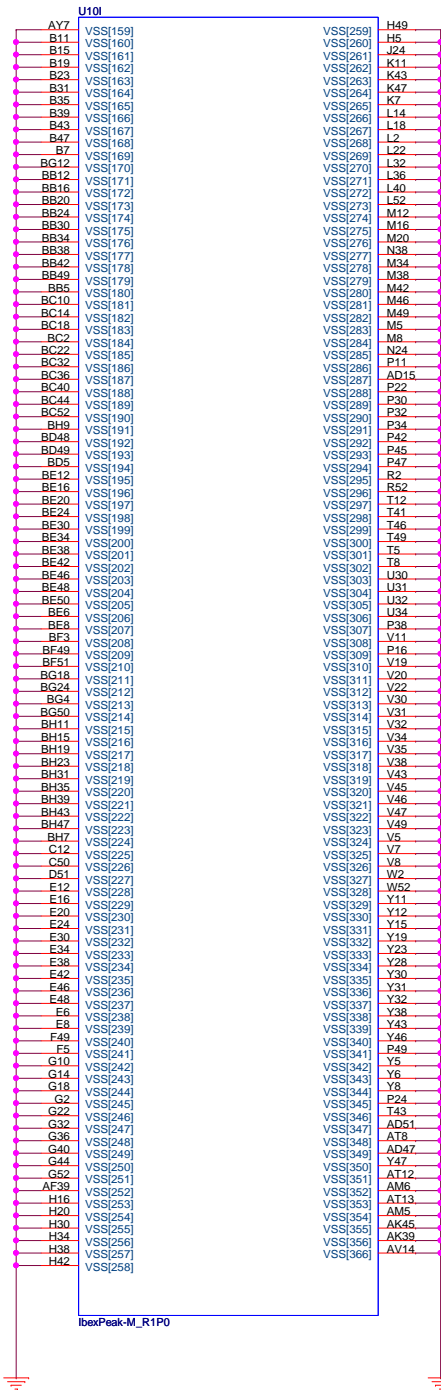 U10I
AY7 VSS[159] VSS[259] H49
B11 VSS[160] VSS[260] H5
B15 VSS[161] VSS[261] J24
B19 VSS[162] VSS[262] K11
B23 VSS[163] VSS[263] K43
B31 VSS[164] VSS[264] K47
B35 VSS[165] VSS[265] K7
B39 VSS[166] VSS[266] L14
B43 VSS[167] VSS[267] L18
B47 VSS[168] VSS[268] L2
B7 VSS[169] VSS[269] L22
BG12 VSS[170] VSS[270] L32
BB12 VSS[171] VSS[271] L36
BB16 VSS[172] VSS[272] L40
BB20 VSS[173] VSS[273] L52
BB24 VSS[174] VSS[274] M12
BB30 VSS[175] VSS[275] M16
BB34 VSS[176] VSS[276] M20
BB38 VSS[177] VSS[277] N38
BB42 VSS[178] VSS[278] M34
BB49 VSS[179] VSS[279] M38
BB5 VSS[180] VSS[280] M42
BC10 VSS[181] VSS[281] M46
BC14 VSS[182] VSS[282] M49
BC18 VSS[183] VSS[283] M5
BC2 VSS[184] VSS[284] M8
BC22 VSS[185] VSS[285] N24
BC32 VSS[186] VSS[286] P11
BC36 VSS[187] VSS[287] AD15
BC40 VSS[188] VSS[288] P22
BC44 VSS[189] VSS[289] P30
BC52 VSS[190] VSS[290] P32
BH9 VSS[191] VSS[291] P34
BD48 VSS[192] VSS[292] P42
BD49 VSS[193] VSS[293] P45
BD5 VSS[194] VSS[294] P47
BE12 VSS[195] VSS[295] R2
BE16 VSS[196] VSS[296] R52
BE20 VSS[197] VSS[297] T12
BE24 VSS[198] VSS[298] T41
BE30 VSS[199] VSS[299] T46
BE34 VSS[200] VSS[300] T49
BE38 VSS[201] VSS[301] T5
BE42 VSS[202] VSS[302] T8
BE46 VSS[203] VSS[303] U30
BE48 VSS[204] VSS[304] U31
BE50 VSS[205] VSS[305] U32
BE6 VSS[206] VSS[306] U34
BE8 VSS[207] VSS[307] P38
BF3 VSS[208] VSS[308] V11
BF49 VSS[209] VSS[309] P16
BF51 VSS[210] VSS[310] V19
BG18 VSS[211] VSS[311] V20
BG24 VSS[212] VSS[312] V22
BG4 VSS[213] VSS[313] V30
BG50 VSS[214] VSS[314] V31
BH11 VSS[215] VSS[315] V32
BH15 VSS[216] VSS[316] V34
BH19 VSS[217] VSS[317] V35
BH23 VSS[218] VSS[318] V38
BH31 VSS[219] VSS[319] V43
BH35 VSS[220] VSS[320] V45
BH39 VSS[221] VSS[321] V46
BH43 VSS[222] VSS[322] V47
BH47 VSS[223] VSS[323] V49
BH7 VSS[224] VSS[324] V5
C12 VSS[225] VSS[325] V7
C50 VSS[226] VSS[326] V8
D51 VSS[227] VSS[327] W2
E12 VSS[228] VSS[328] W52
E16 VSS[229] VSS[329] Y11
E20 VSS[230] VSS[330] Y12
E24 VSS[231] VSS[331] Y15
E30 VSS[232] VSS[332] Y19
E34 VSS[233] VSS[333] Y23
E38 VSS[234] VSS[334] Y28
E42 VSS[235] VSS[335] Y30
E46 VSS[236] VSS[336] Y31
E48 VSS[237] VSS[337] Y32
E6 VSS[238] VSS[338] Y38
E8 VSS[239] VSS[339] Y43
F49 VSS[240] VSS[340] Y46
F5 VSS[241] VSS[341] P49
G10 VSS[242] VSS[342] Y5
G14 VSS[243] VSS[343] Y6
G18 VSS[244] VSS[344] Y8
G2 VSS[245] VSS[345] P24
G22 VSS[246] VSS[346] T43
G32 VSS[247] VSS[347] AD51
G36 VSS[248] VSS[348] AT8
G40 VSS[249] VSS[349] AD47
G44 VSS[250] VSS[350] Y47
G52 VSS[251] VSS[351] AT12
AF39 VSS[252] VSS[352] AM6
H16 VSS[253] VSS[353] AT13
H20 VSS[254] VSS[354] AM5
H30 VSS[255] VSS[355] AK45
H34 VSS[256] VSS[356] AK39
H38 VSS[257] VSS[366] AV14
H42 VSS[258]
IbexPeak-M_R1P0